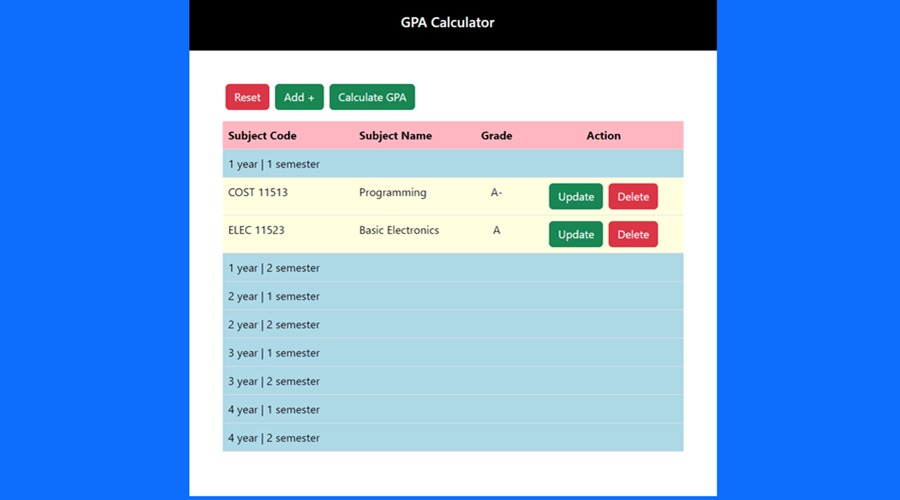 GPA Calculator
Reset Add + Calculate GPA
Subject Code Subject Name Grade Action
1 year | 1 semester
COST 11513 Programming A- Update Delete
ELEC 11523 Basic Electronics A Update Delete
1 year | 2 semester
2 year | 1 semester
2 year | 2 semester
3 year | 1 semester
3 year | 2 semester
4 year | 1 semester
4 year | 2 semester